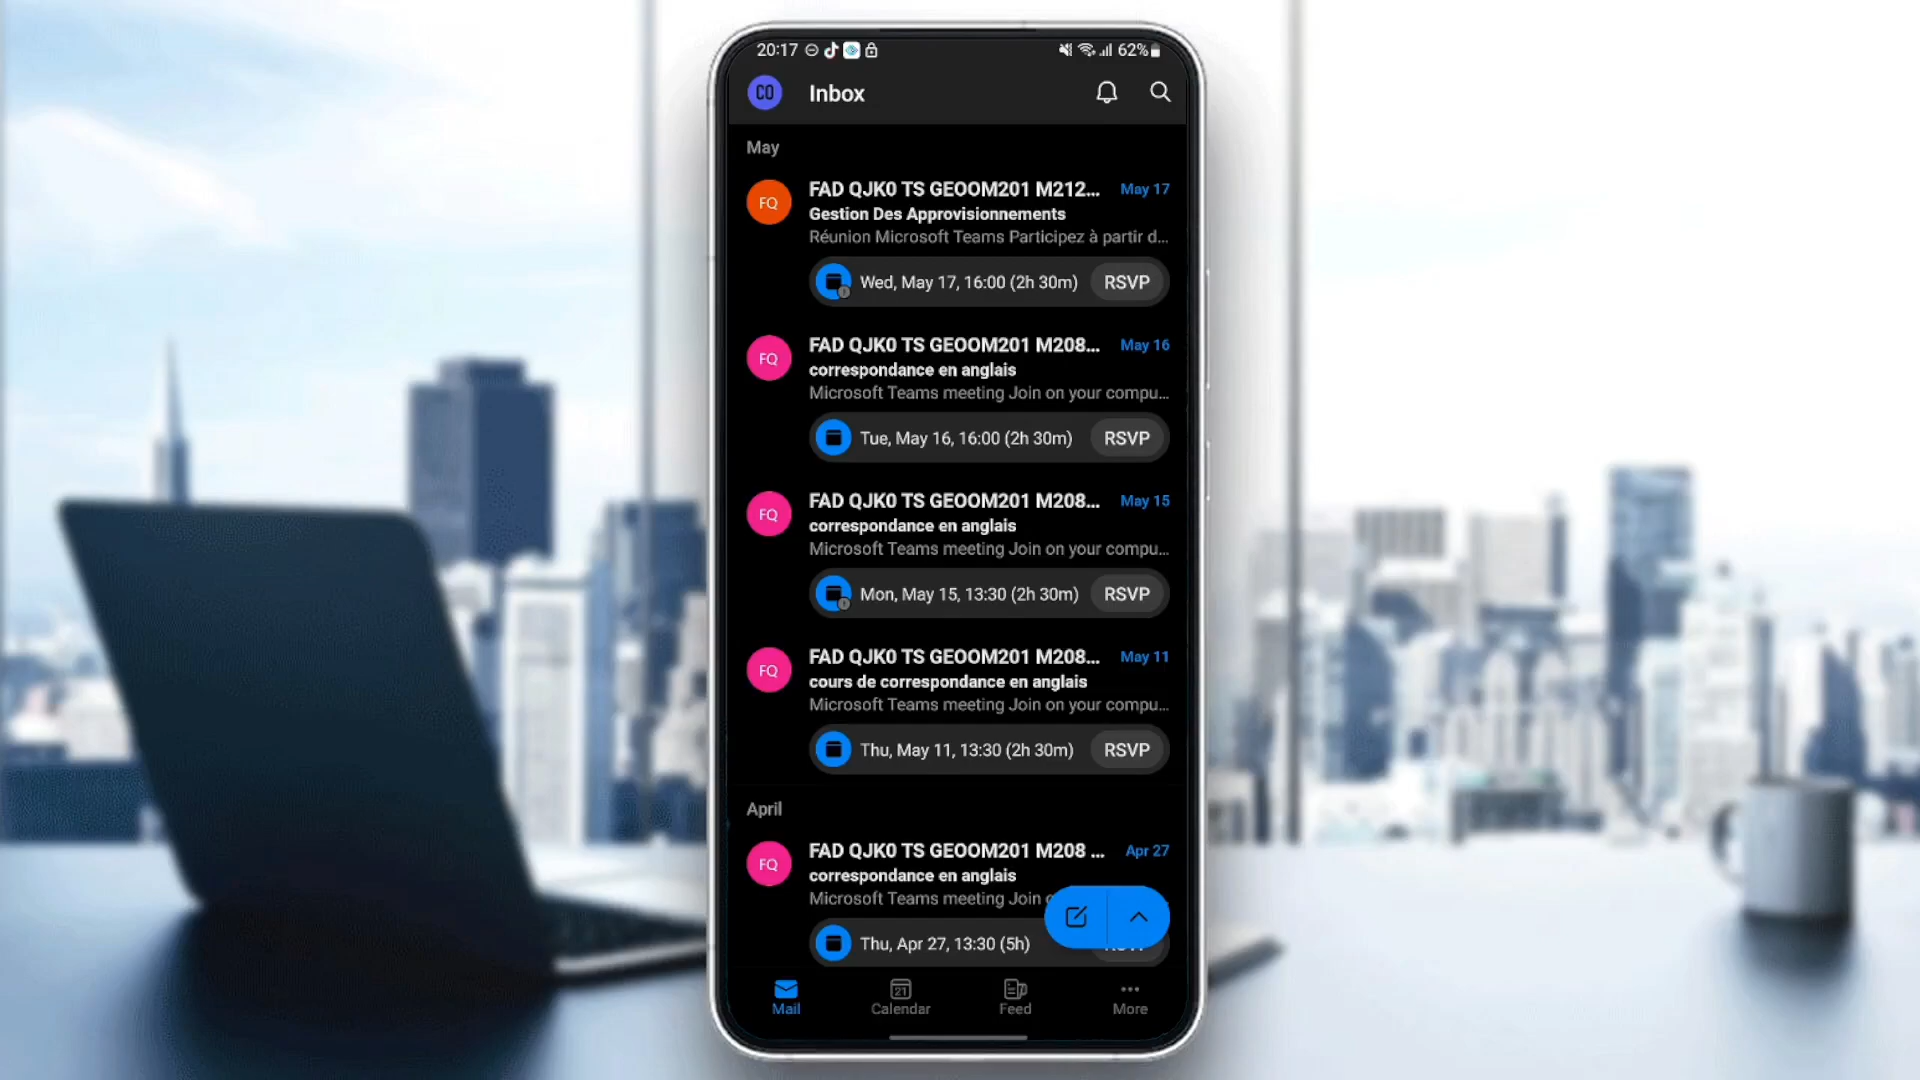 20:17 62%
CO Inbox
May
FQ FAD QJK0 TS GEOOM201 M212... May 17
Gestion Des Approvisionnements
Réunion Microsoft Teams Participez à partir d...
Wed, May 17, 16:00 (2h 30m) RSVP
FQ FAD QJK0 TS GEOOM201 M208... May 16
correspondance en anglais
Microsoft Teams meeting Join on your compu...
Tue, May 16, 16:00 (2h 30m) RSVP
FQ FAD QJK0 TS GEOOM201 M208... May 15
correspondance en anglais
Microsoft Teams meeting Join on your compu...
Mon, May 15, 13:30 (2h 30m) RSVP
FQ FAD QJK0 TS GEOOM201 M208... May 11
cours de correspondance en anglais
Microsoft Teams meeting Join on your compu...
Thu, May 11, 13:30 (2h 30m) RSVP
April
FQ FAD QJK0 TS GEOOM201 M208 ... Apr 27
correspondance en anglais
Microsoft Teams meeting Join
Thu, Apr 27, 13:30 (5h)
21
Mail Calendar Feed More